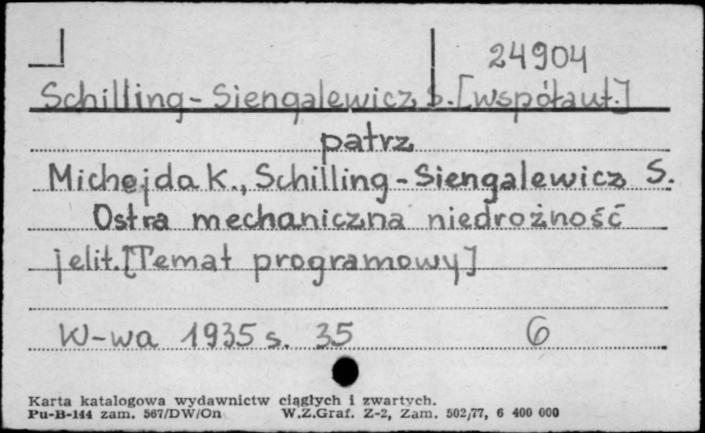 24904
Schilling-Siengalewicz S. [współaut.]
patrz
Michejda K., Schilling-Siengalewicz S.
Ostra mechaniczna niedrożność
jelit. [Temat programowy]
W-wa 1935 s. 35 6
Karta katalogowa wydawnictw ciągłych i zwartych.
Pu-B-144 zam. 567/DW/On W.Z.Graf. Z-2, Zam. 502/77, 6 400 000